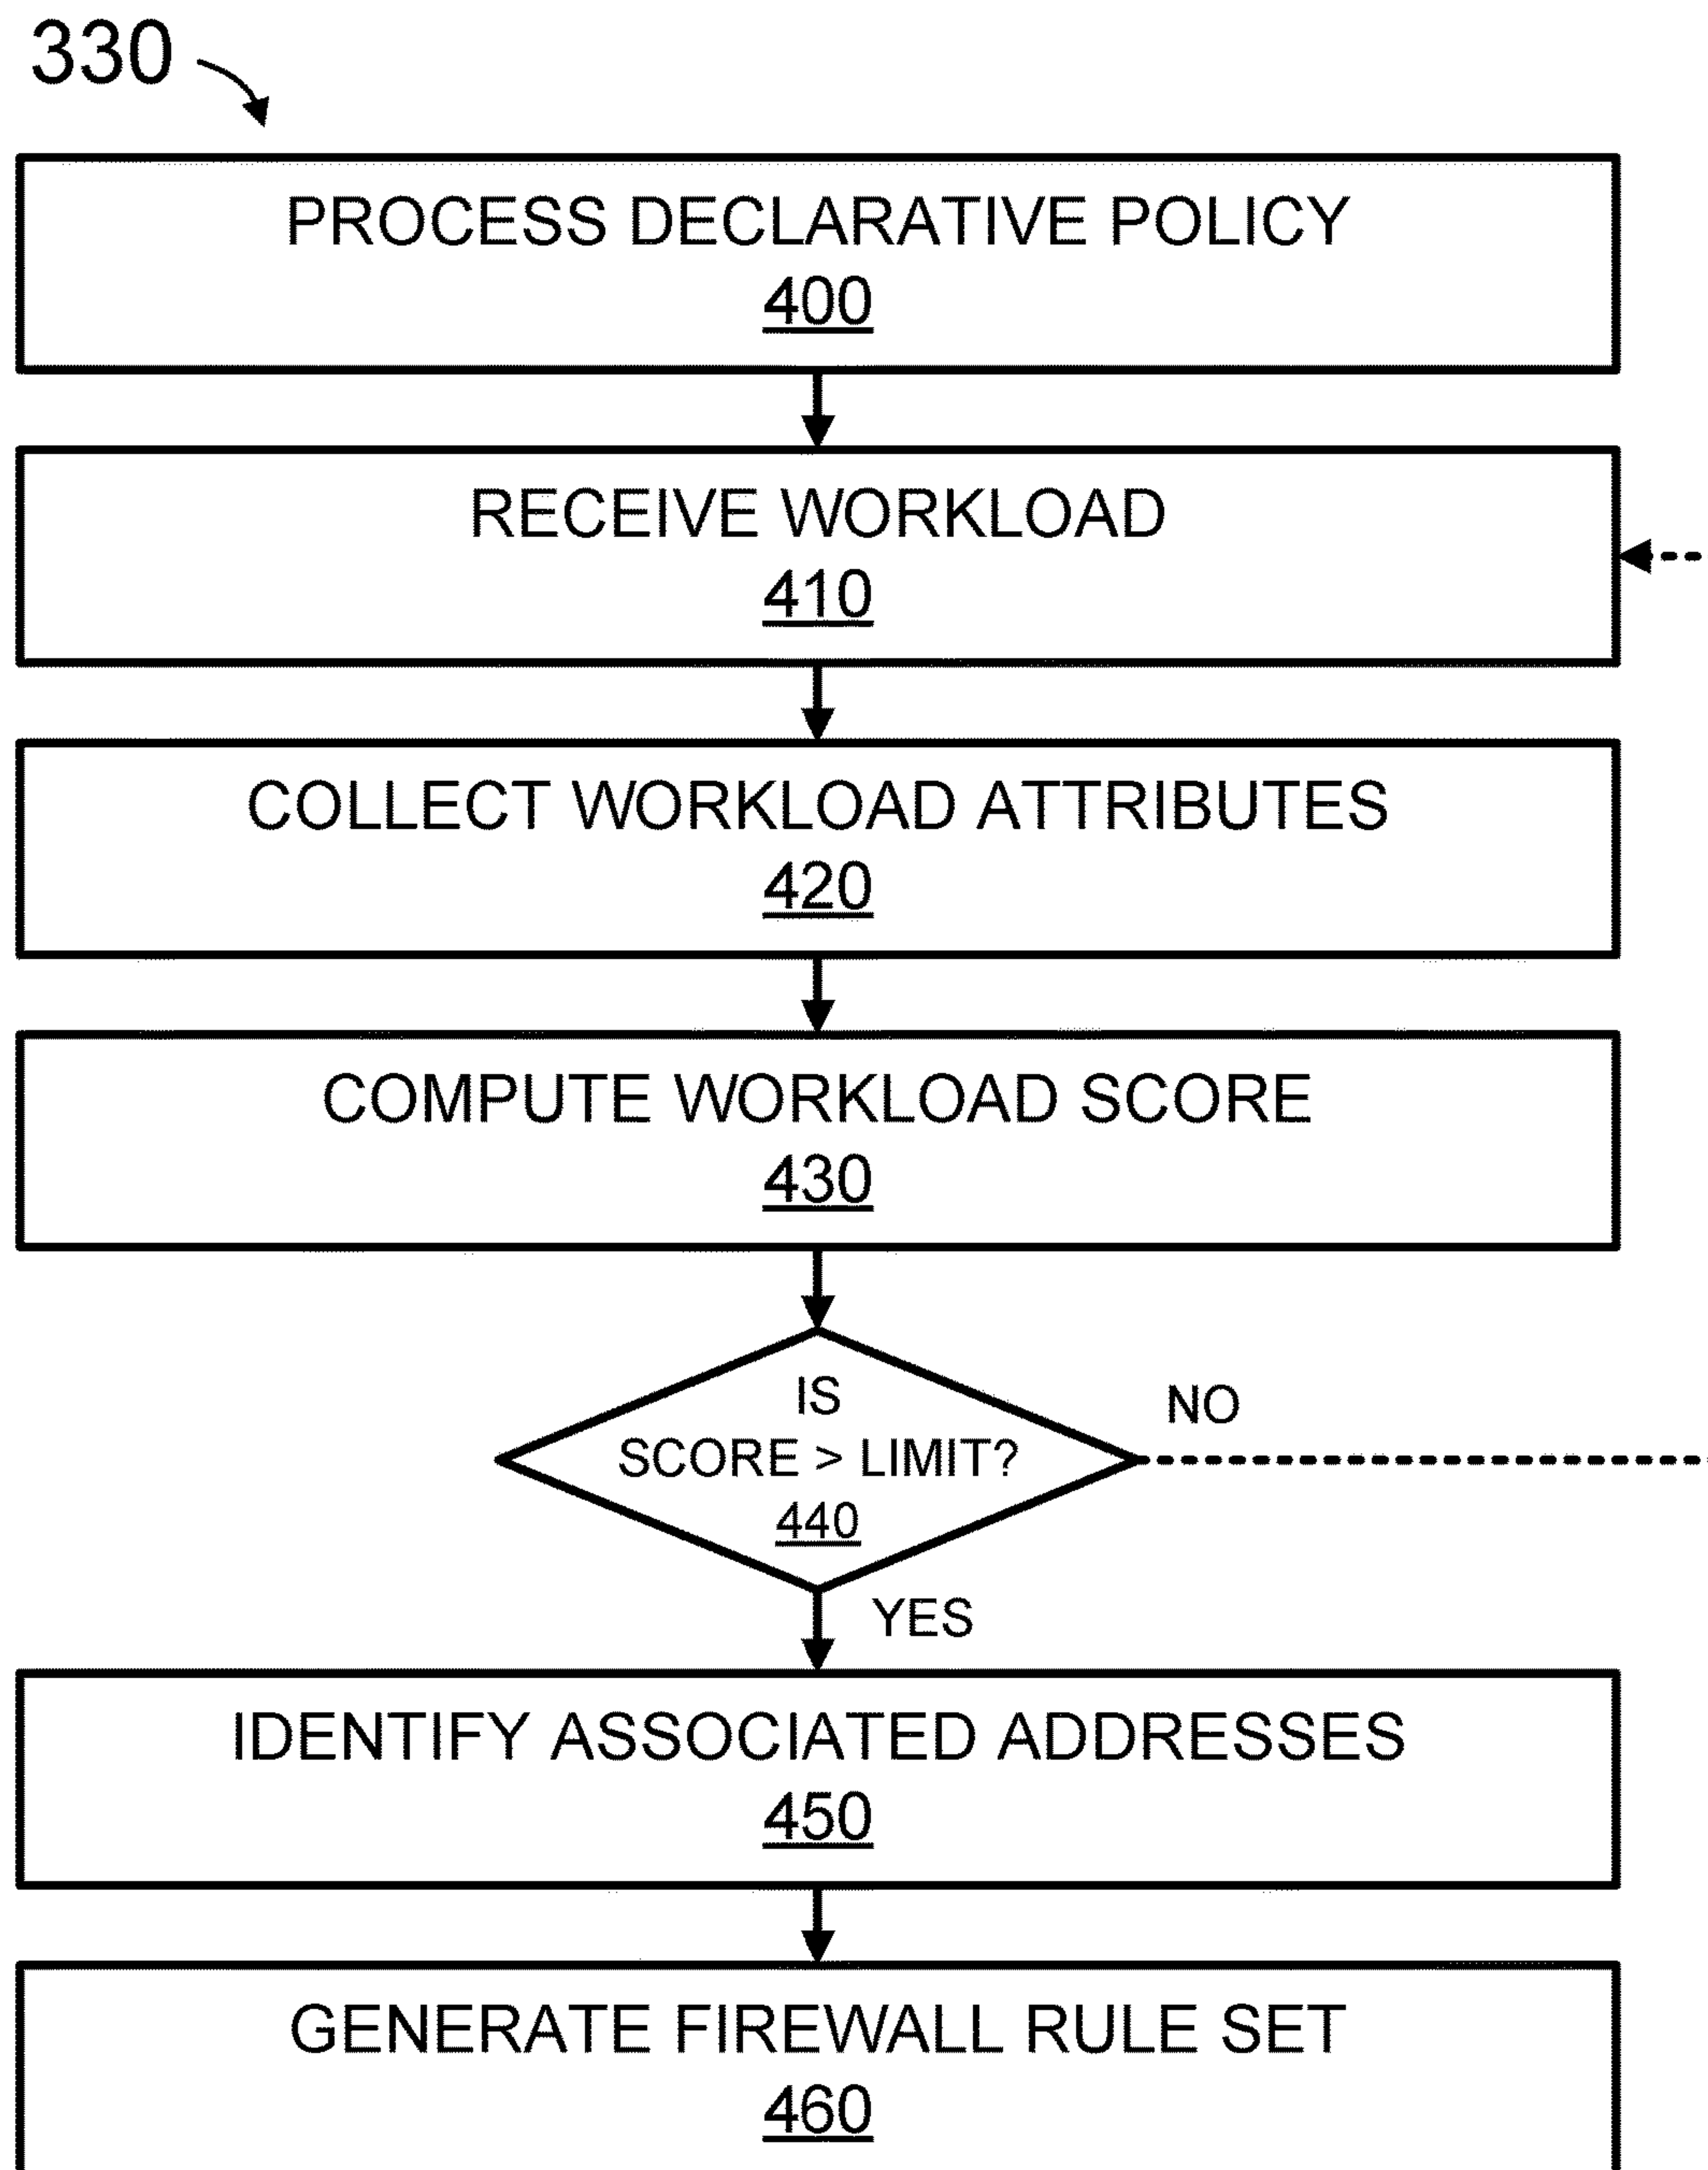 330
PROCESS DECLARATIVE POLICY
400
RECEIVE WORKLOAD
410
COLLECT WORKLOAD ATTRIBUTES
420
COMPUTE WORKLOAD SCORE
430
IS
SCORE > LIMIT?
440
NO
YES
IDENTIFY ASSOCIATED ADDRESSES
450
GENERATE FIREWALL RULE SET
460